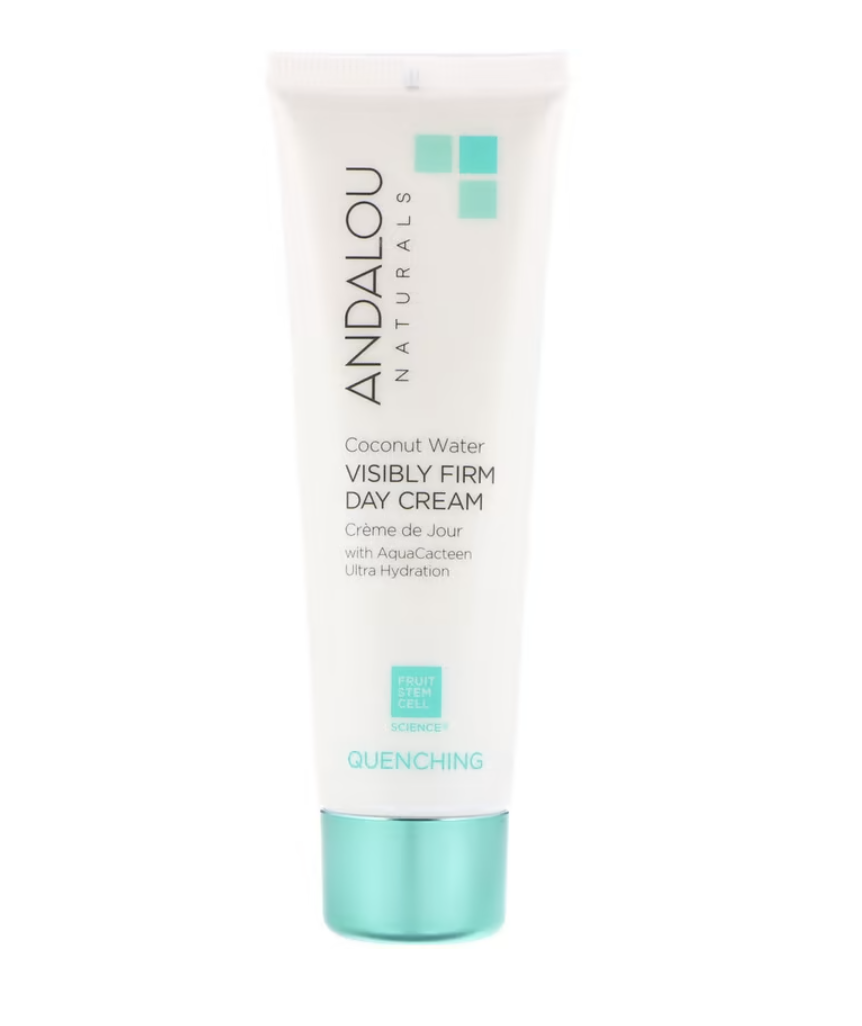 ANDALOU
NATURALS
Coconut Water
VISIBLY FIRM
DAY CREAM
Crème de Jour
with AquaCacteen
Ultra Hydration
FRUIT
STEM
CELL
SCIENCE®
QUENCHING